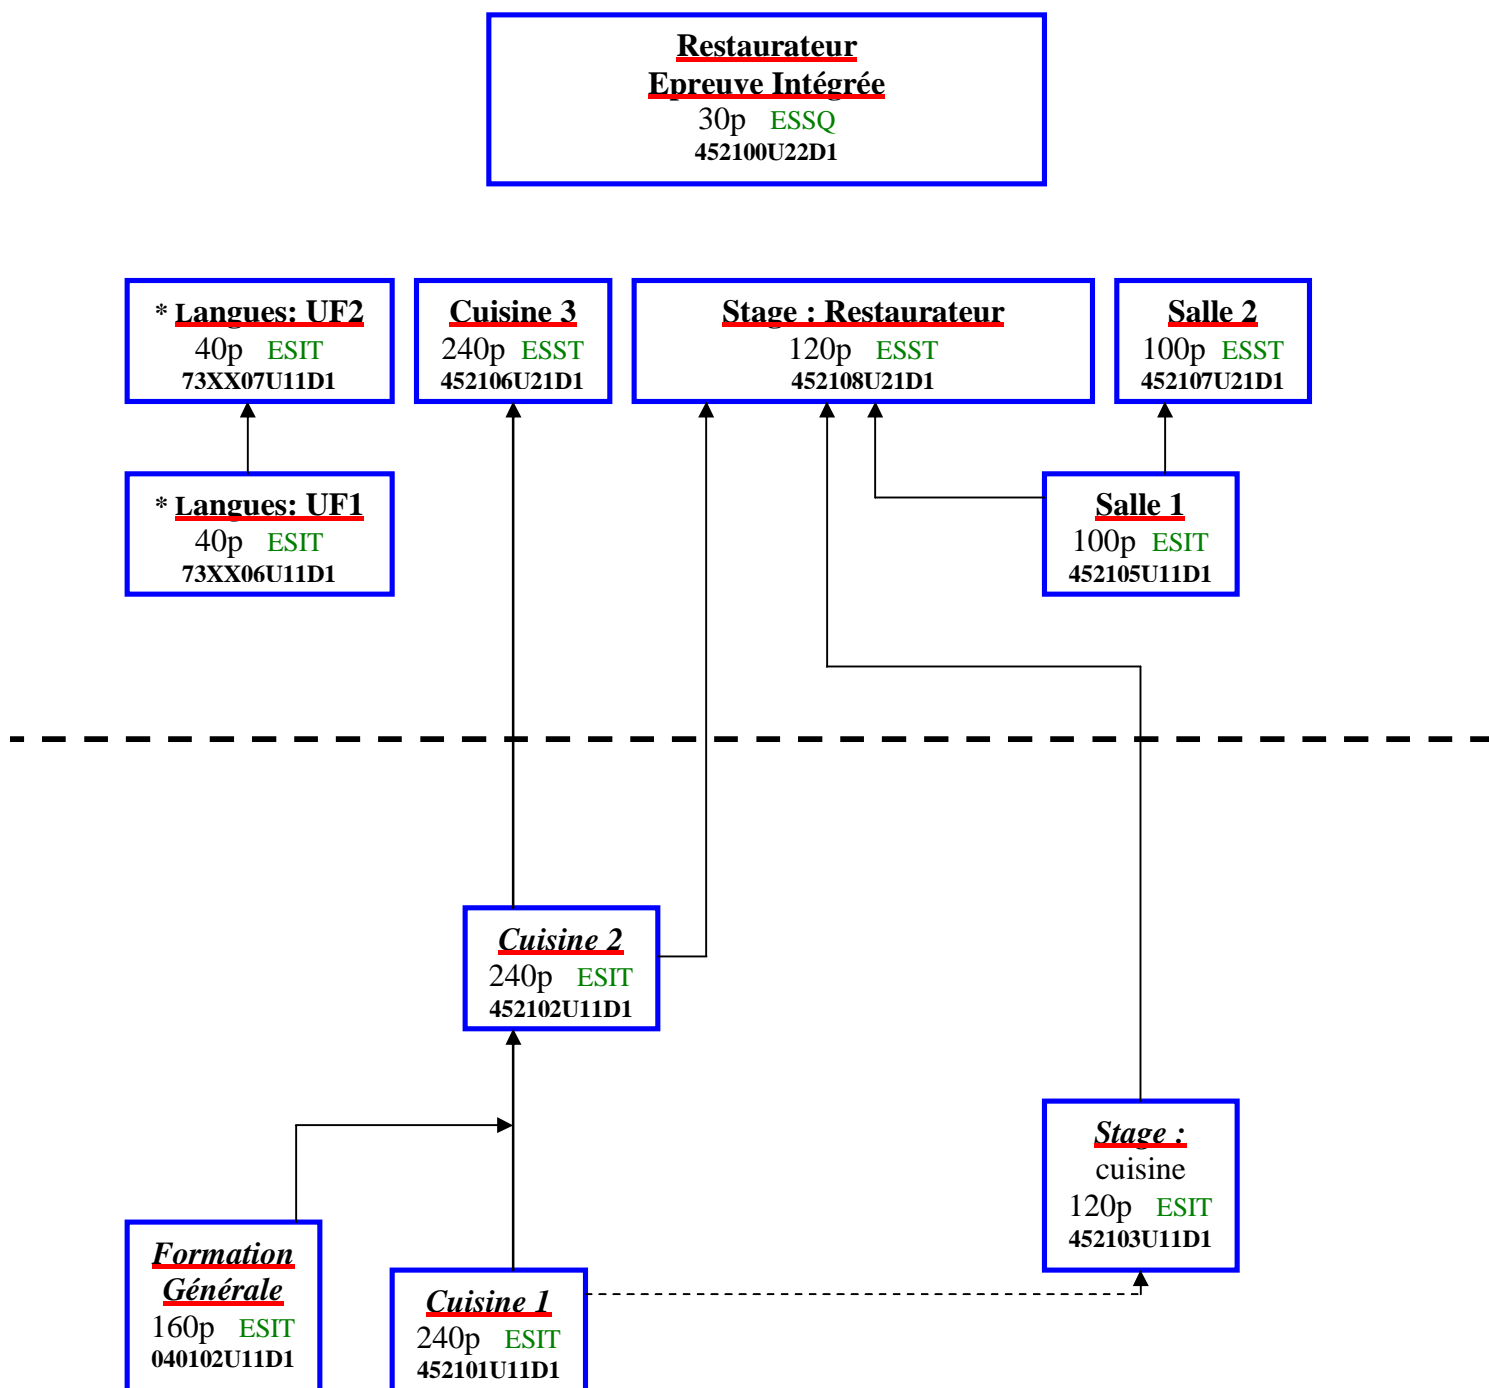 Restaurateur
Epreuve Intégrée
30p ESSQ
452100U22D1
* Langues: UF2
40p ESIT
73XX07U11D1
Cuisine 3
240p ESST
452106U21D1
Stage : Restaurateur
120p ESST
452108U21D1
Salle 2
100p ESST
452107U21D1
* Langues: UF1
40p ESIT
73XX06U11D1
Salle 1
100p ESIT
452105U11D1
Cuisine 2
240p ESIT
452102U11D1
Stage :
cuisine
120p ESIT
452103U11D1
Formation
Générale
160p ESIT
040102U11D1
Cuisine 1
240p ESIT
452101U11D1